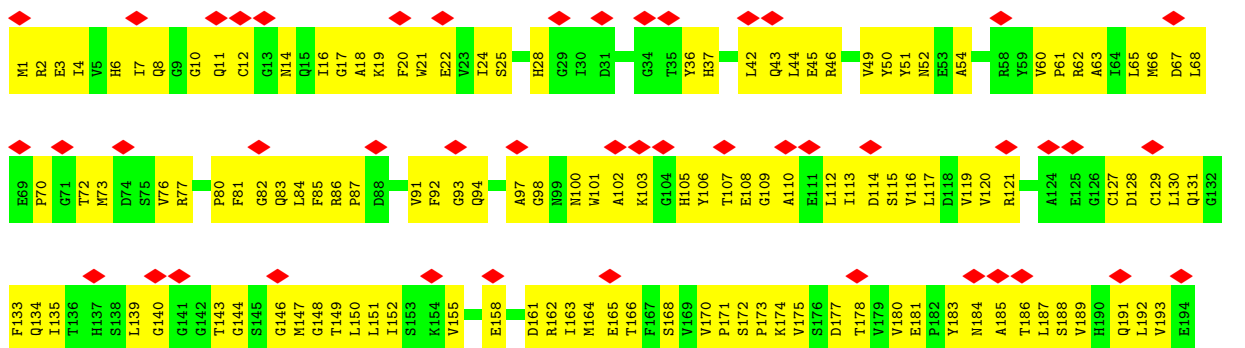 M1 R2 E3 I4 V5 H6 I7 Q8 G9 G10 Q11 C12 G13 N14 Q15 I16 G17 A18 K19 F20 W21 E22 V23 I24 S25 H28 G29 I30 D31 G34 T35 Y36 H37 L42 Q43 L44 E45 R46 V49 Y50 Y51 N52 E53 A54 R58 Y59 V60 P61 R62 A63 I64 L65 M66 D67 L68
E69 P70 G71 T72 M73 D74 S75 V76 R77 P80 F81 G82 Q83 L84 F85 R86 P87 D88 V91 F92 G93 Q94 A97 G98 N99 N100 W101 A102 K103 G104 H105 Y106 T107 E108 G109 A110 E111 L112 I113 D114 S115 V116 L117 D118 V119 V120 R121 A124 E125 G126 C127 D128 C129 L130 Q131 G132
F133 Q134 I135 T136 H137 S138 L139 G140 G141 G142 T143 G144 S145 G146 M147 G148 T149 L150 L151 I152 S153 K154 V155 E158 D161 R162 I163 M164 E165 T166 F167 S168 V169 V170 P171 S172 P173 K174 V175 S176 D177 T178 V179 V180 E181 P182 Y183 N184 A185 T186 L187 S188 V189 H190 Q191 L192 V193 E194